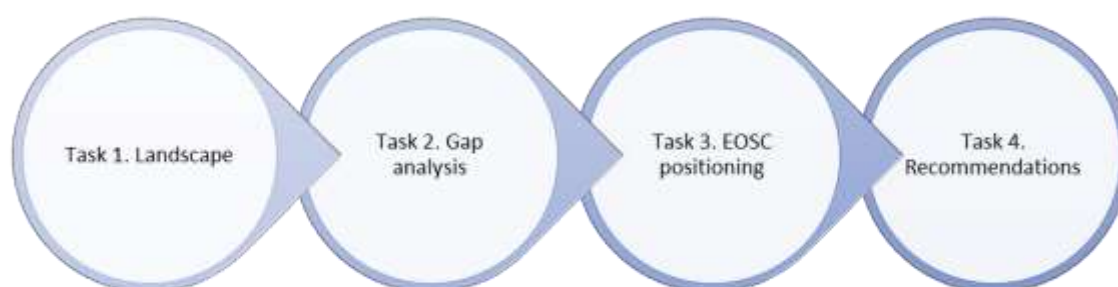 Task 1. Landscape
Task 2. Gap
analysis
Task 3. EOSC
positioning
Task 4.
Recommendations